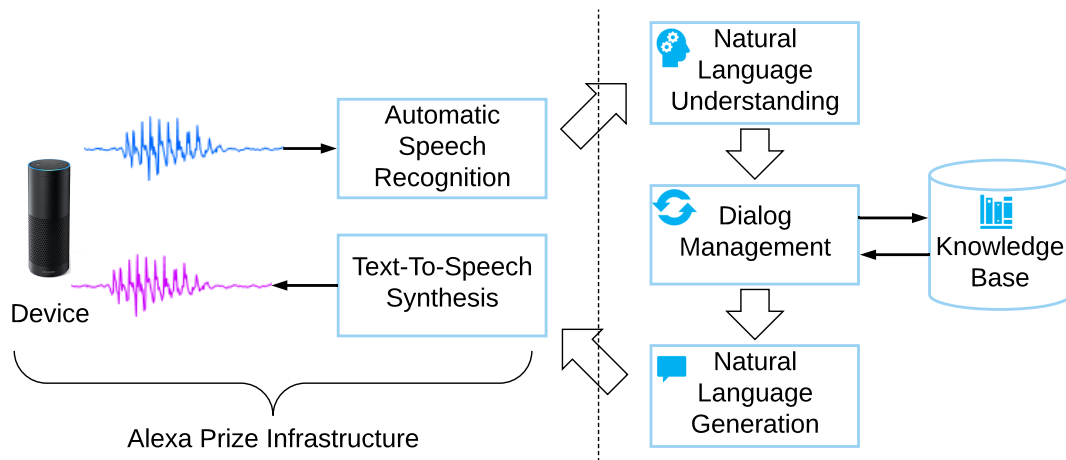 Automatic
Speech
Recognition
Text-To-Speech
Synthesis
Device
Alexa Prize Infrastructure
Natural
Language
Understanding
Dialog
Management
Knowledge
Base
Natural
Language
Generation